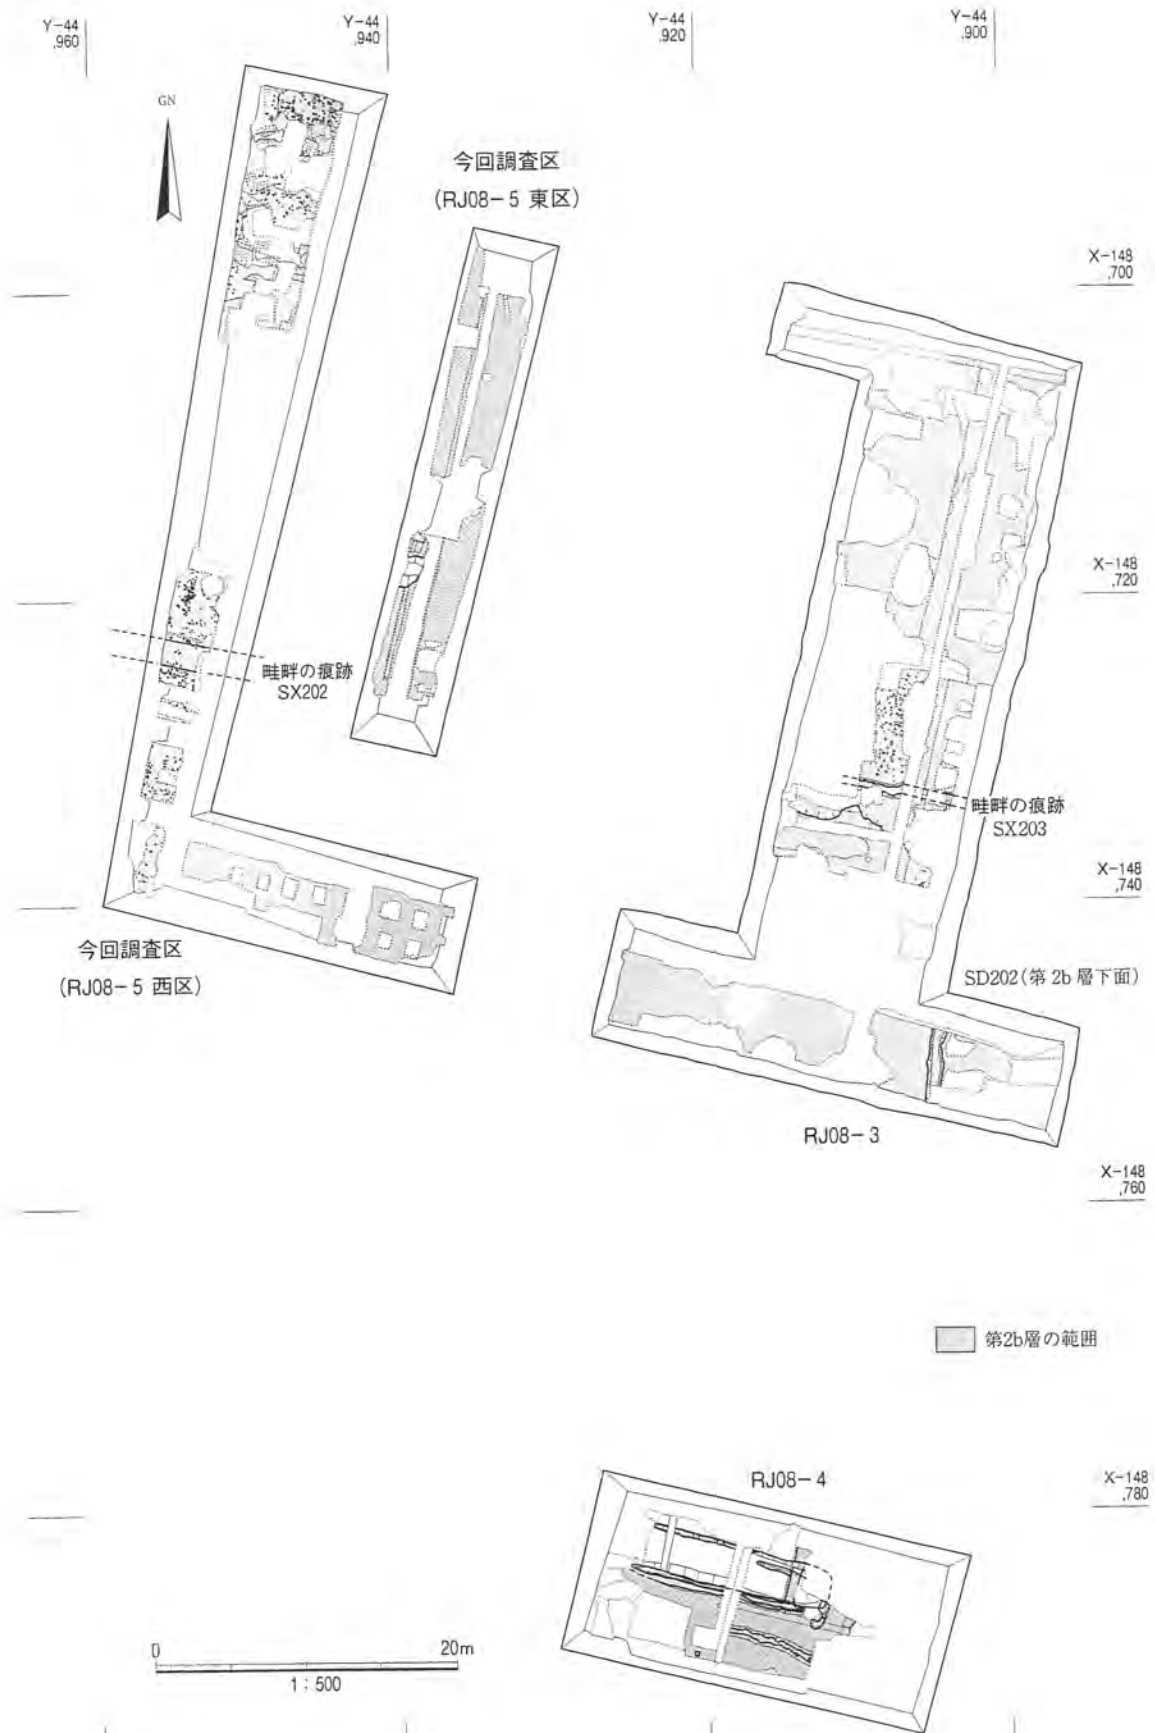 Y-44
,960
Y-44
,940
Y-44
,920
Y-44
,900
GN
今回調査区
(RJ08-5 東区)
X-148
,700
X-148
,720
畦畔の痕跡
SX202
畦畔の痕跡
SX203
X-148
,740
今回調査区
(RJ08-5 西区)
SD202(第2b層下面)
RJ08-3
X-148
,760
第2b層の範囲
RJ08-4
X-148
,780
0
20m
1:500